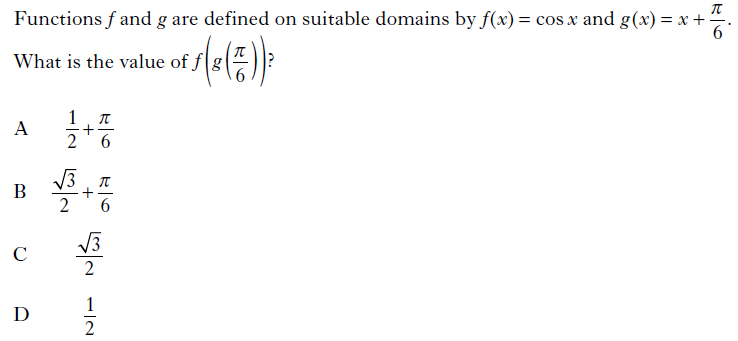 Functions f and g are defined on suitable domains by f(x) = cos x and g(x) = x + π/6.
What is the value of f(g(π/6))?
A 1/2 + π/6
B √3/2 + π/6
C √3/2
D 1/2